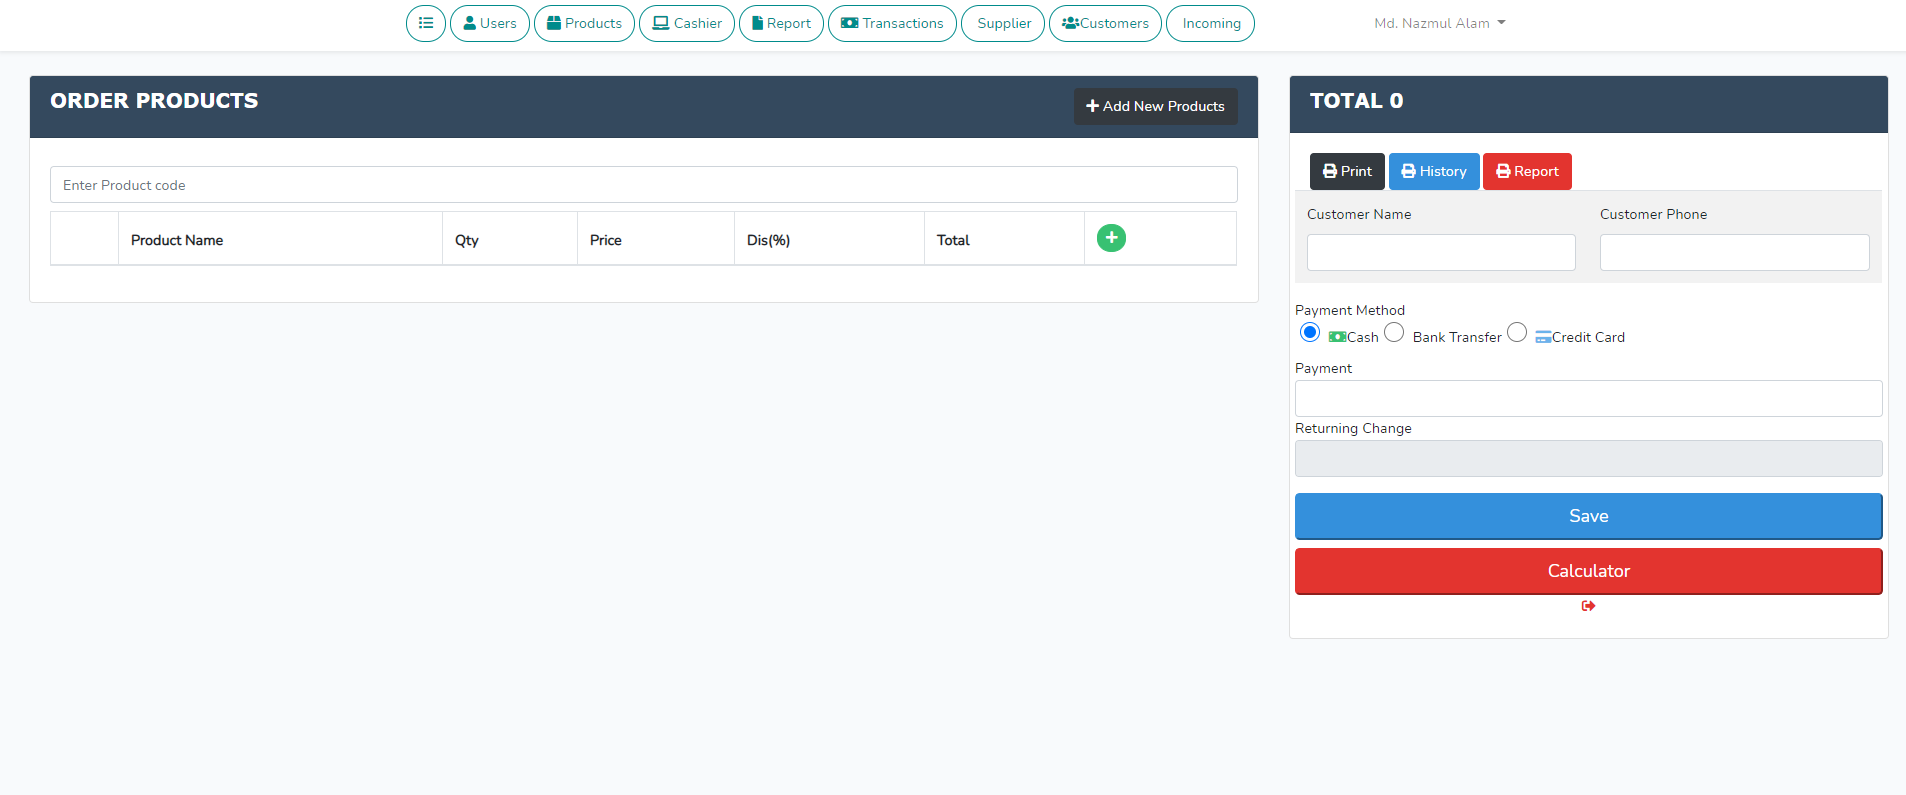 Users Products Cashier Report Transactions Supplier Customers Incoming Md. Nazmul Alam
ORDER PRODUCTS
Add New Products
Enter Product code
Product Name Qty Price Dis(%) Total
TOTAL 0
Print History Report
Customer Name Customer Phone
Payment Method
Cash Bank Transfer Credit Card
Payment
Returning Change
Save
Calculator